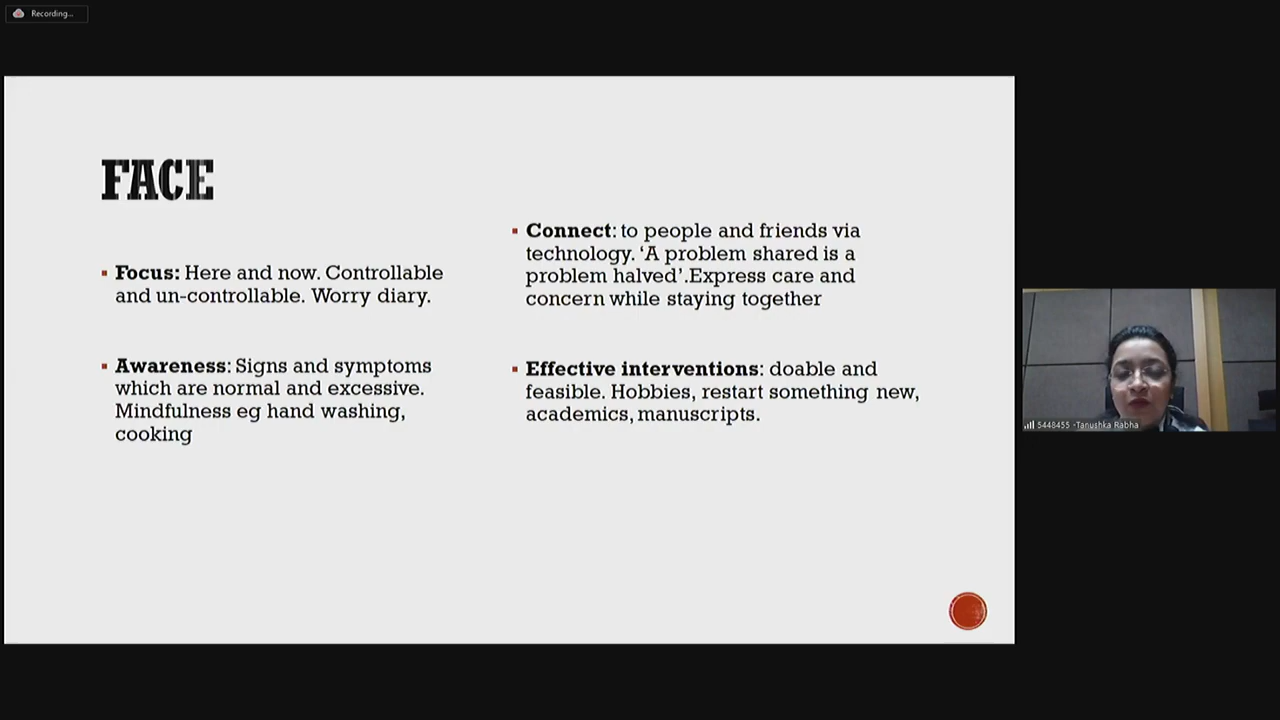 Recording...
FACE
Focus: Here and now. Controllable
and un-controllable. Worry diary.
Awareness: Signs and symptoms
which are normal and excessive.
Mindfulness eg hand washing,
cooking
Connect: to people and friends via
technology. ‘A problem shared is a
problem halved’.Express care and
concern while staying together
Effective interventions: doable and
feasible. Hobbies, restart something new,
academics, manuscripts.
5448455 -Tanushka Rabha